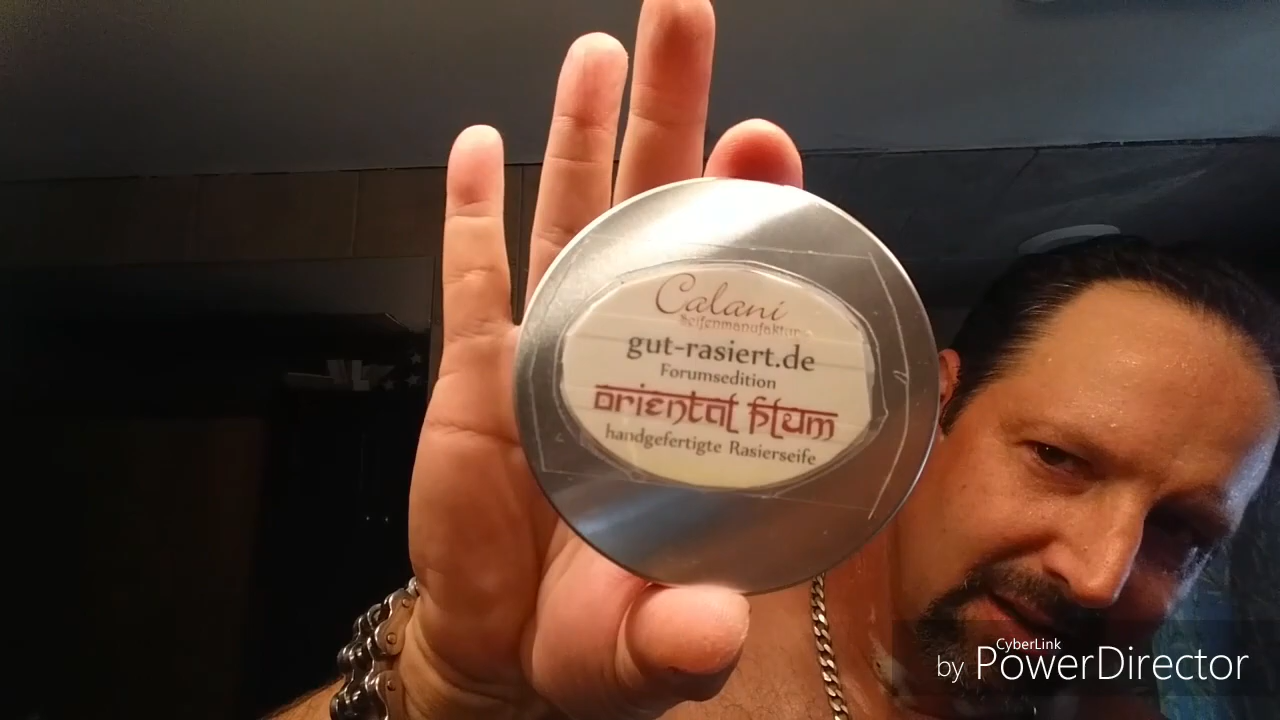 Calani
Seifenmanufaktur
gut-rasiert.de
Forumsedition
oriental plum
handgefertigte Rasierseife
CyberLink
by PowerDirector